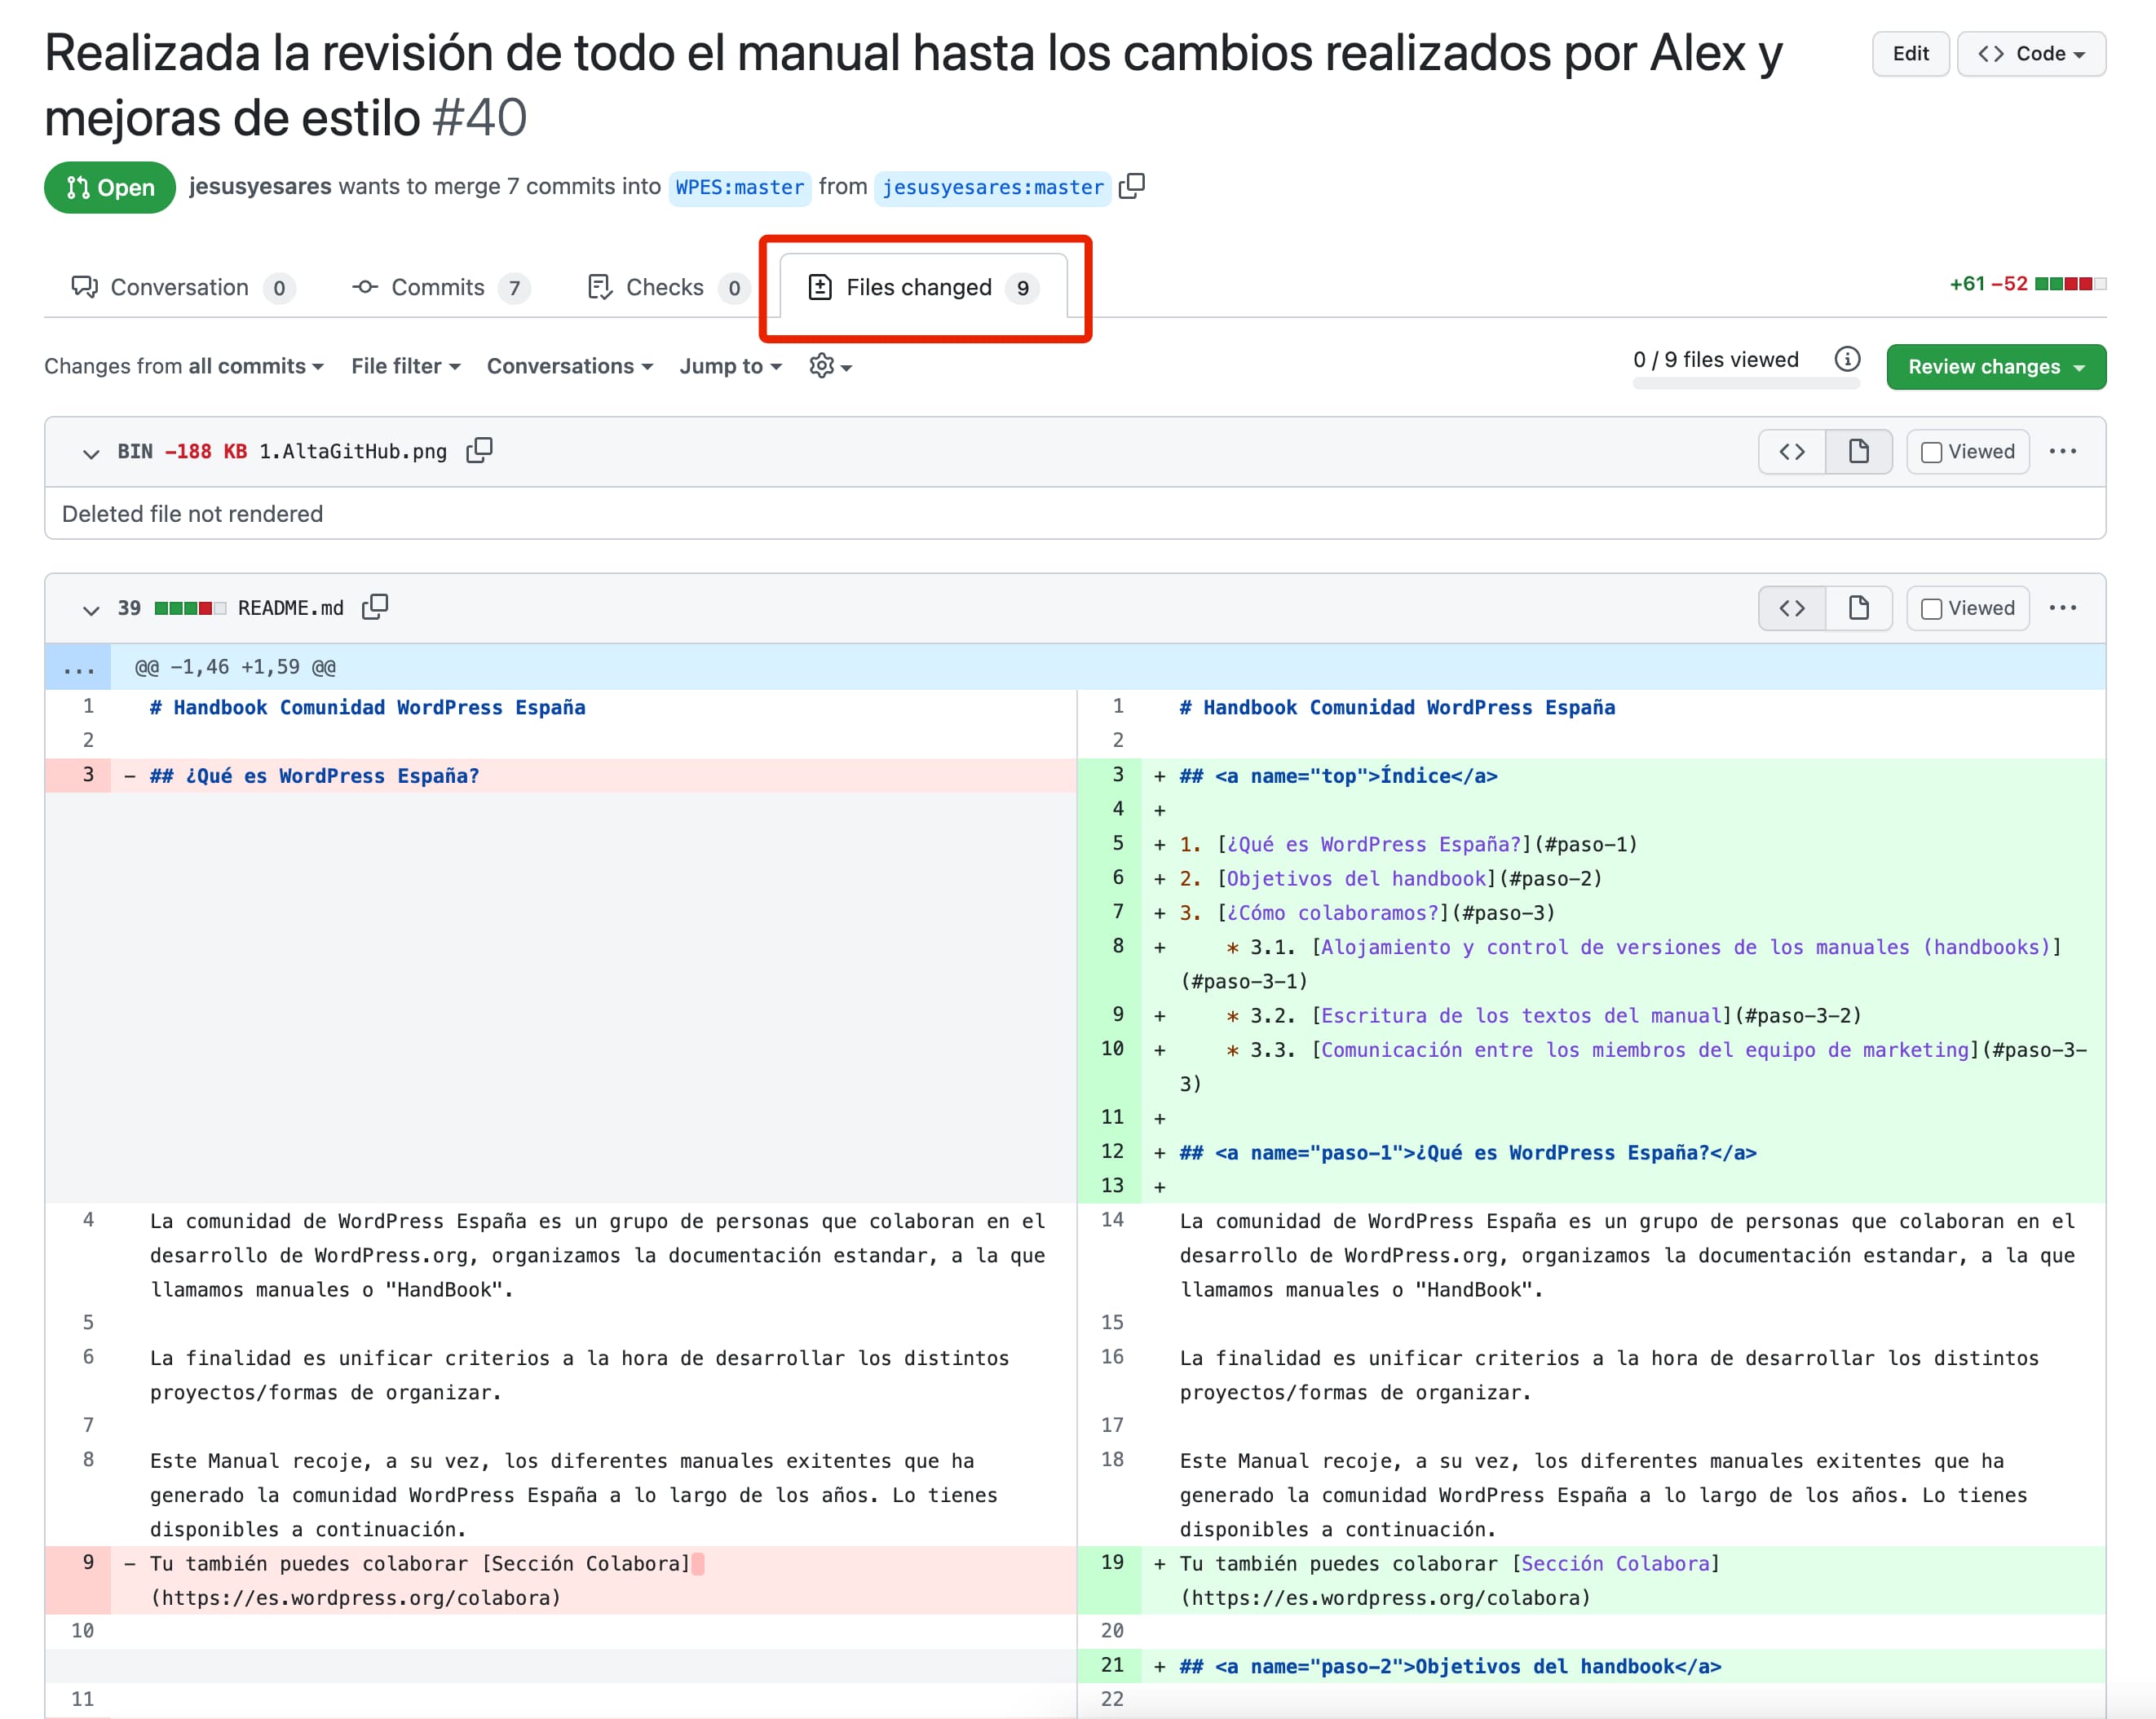 Realizada la revisión de todo el manual hasta los cambios realizados por Alex y
mejoras de estilo #40
Edit
<> Code
Open jesusyesares wants to merge 7 commits into WPES:master from jesusyesares:master
Conversation 0
Commits 7
Checks 0
Files changed 9
+61 −52
Changes from all commits
File filter
Conversations
Jump to
0 / 9 files viewed
Review changes
BIN −188 KB 1.AltaGitHub.png
<>
Viewed
...
Deleted file not rendered
39 README.md
<>
Viewed
...
... @@ −1,46 +1,59 @@
1 # Handbook Comunidad WordPress España
2
3 − ## ¿Qué es WordPress España?
4 La comunidad de WordPress España es un grupo de personas que colaboran en el
desarrollo de WordPress.org, organizamos la documentación estandar, a la que
llamamos manuales o "HandBook".
5
6 La finalidad es unificar criterios a la hora de desarrollar los distintos
proyectos/formas de organizar.
7
8 Este Manual recoje, a su vez, los diferentes manuales exitentes que ha
generado la comunidad WordPress España a lo largo de los años. Lo tienes
disponibles a continuación.
9 − Tu también puedes colaborar [Sección Colabora]
(https://es.wordpress.org/colabora)
10
11
1 # Handbook Comunidad WordPress España
2
3 + ## <a name="top">Índice</a>
4 +
5 + 1. [¿Qué es WordPress España?](#paso-1)
6 + 2. [Objetivos del handbook](#paso-2)
7 + 3. [¿Cómo colaboramos?](#paso-3)
8 + * 3.1. [Alojamiento y control de versiones de los manuales (handbooks)]
(#paso-3-1)
9 + * 3.2. [Escritura de los textos del manual](#paso-3-2)
10 + * 3.3. [Comunicación entre los miembros del equipo de marketing](#paso-3-
3)
11 +
12 + ## <a name="paso-1">¿Qué es WordPress España?</a>
13 +
14 La comunidad de WordPress España es un grupo de personas que colaboran en el
desarrollo de WordPress.org, organizamos la documentación estandar, a la que
llamamos manuales o "HandBook".
15
16 La finalidad es unificar criterios a la hora de desarrollar los distintos
proyectos/formas de organizar.
17
18 Este Manual recoje, a su vez, los diferentes manuales exitentes que ha
generado la comunidad WordPress España a lo largo de los años. Lo tienes
disponibles a continuación.
19 + Tu también puedes colaborar [Sección Colabora]
(https://es.wordpress.org/colabora)
20
21 + ## <a name="paso-2">Objetivos del handbook</a>
22